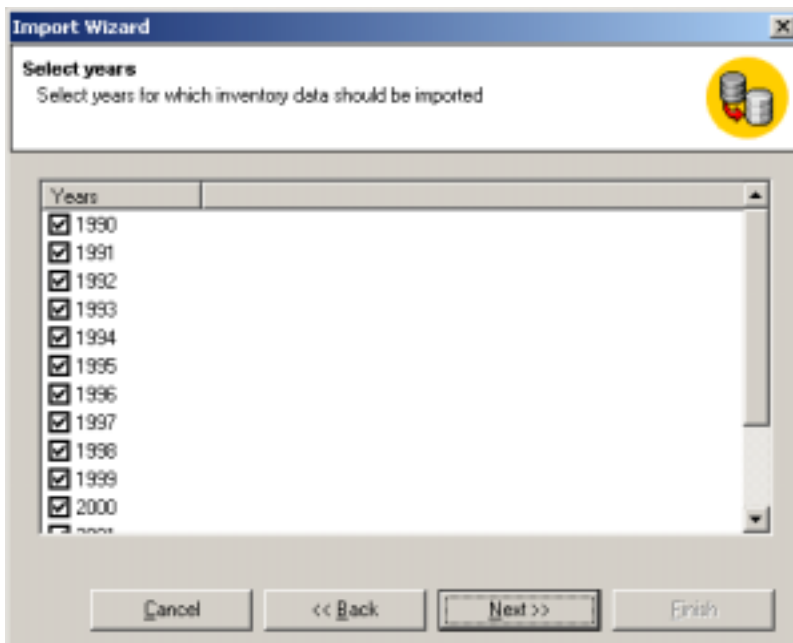 Import Wizard
Select years
Select years for which inventory data should be imported
Years
1990
1991
1992
1993
1994
1995
1996
1997
1998
1999
2000
Cancel << Back Next >> Finish